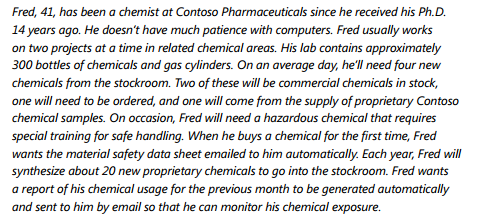 Fred, 41, has been a chemist at Contoso Pharmaceuticals since he received his Ph.D.
14 years ago. He doesn't have much patience with computers. Fred usually works
on two projects at a time in related chemical areas. His lab contains approximately
300 bottles of chemicals and gas cylinders. On an average day, he'll need four new
chemicals from the stockroom. Two of these will be commercial chemicals in stock,
one will need to be ordered, and one will come from the supply of proprietary Contoso
chemical samples. On occasion, Fred will need a hazardous chemical that requires
special training for safe handling. When he buys a chemical for the first time, Fred
wants the material safety data sheet emailed to him automatically. Each year, Fred will
synthesize about 20 new proprietary chemicals to go into the stockroom. Fred wants
a report of his chemical usage for the previous month to be generated automatically
and sent to him by email so that he can monitor his chemical exposure.